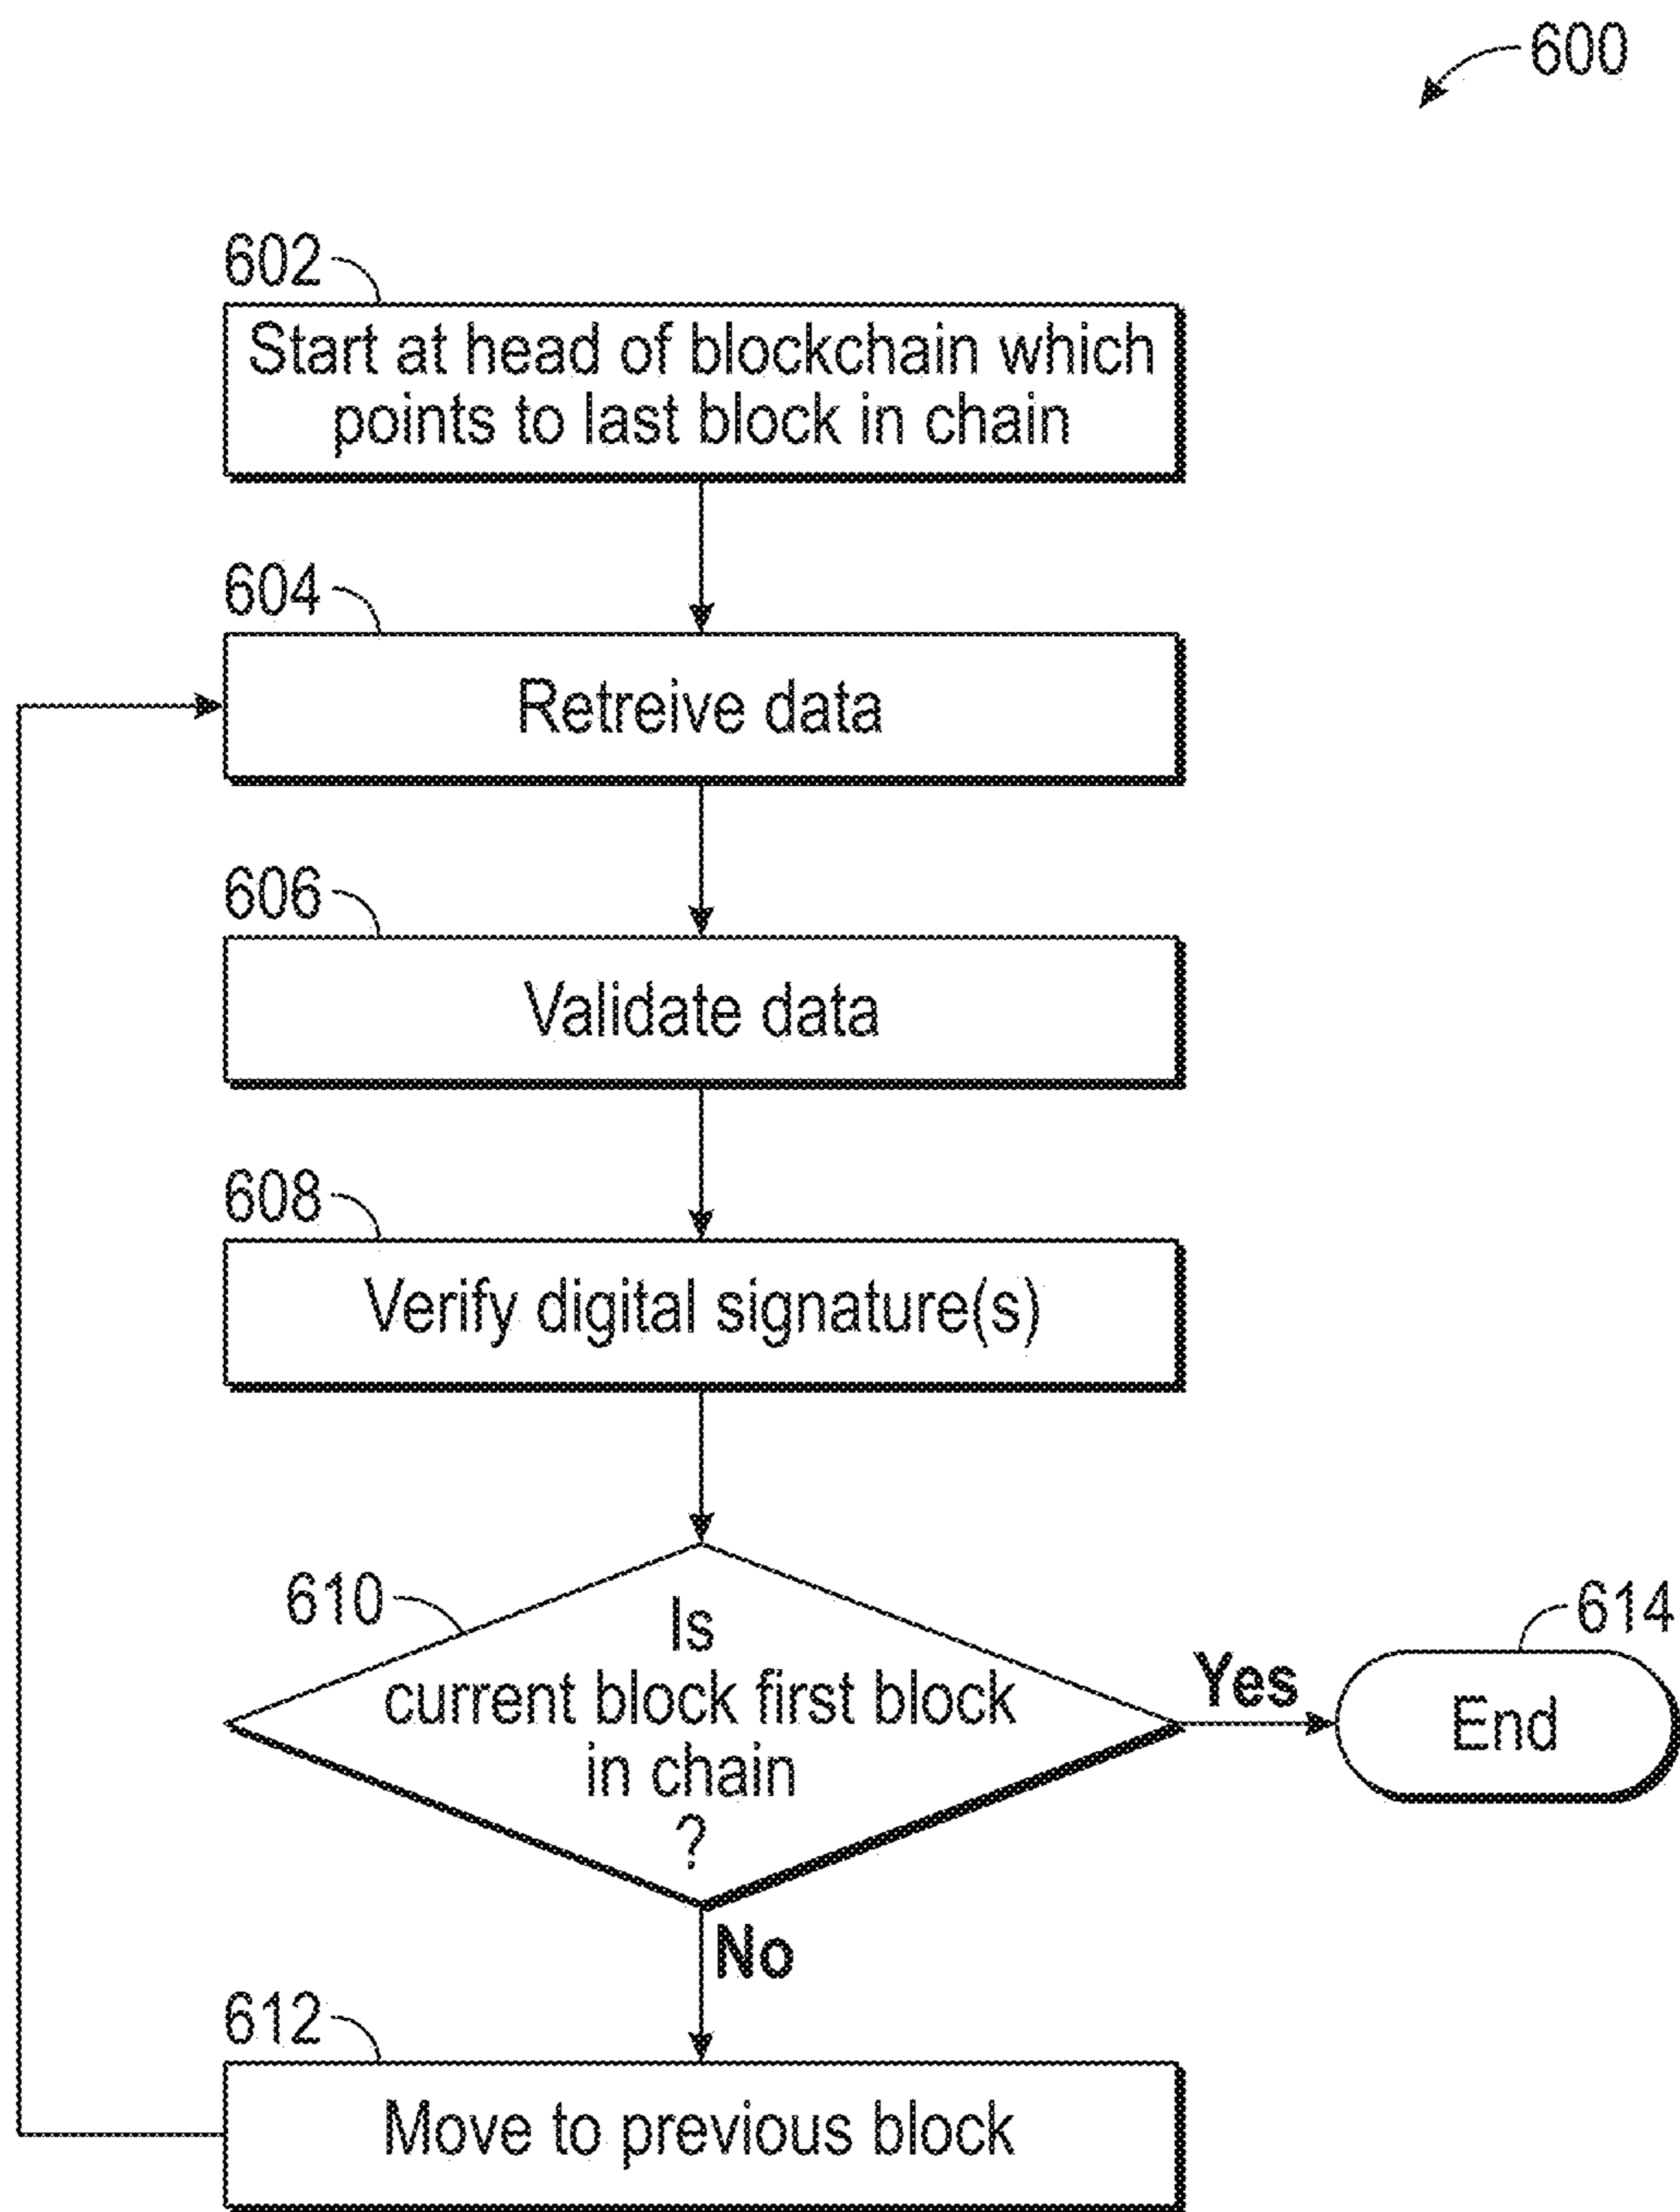 600
602
Start at head of blockchain which
points to last block in chain
604
Retreive data
606
Validate data
608
Verify digital signature(s)
610
Is
current block first block
in chain
?
Yes
614
End
No
612
Move to previous block